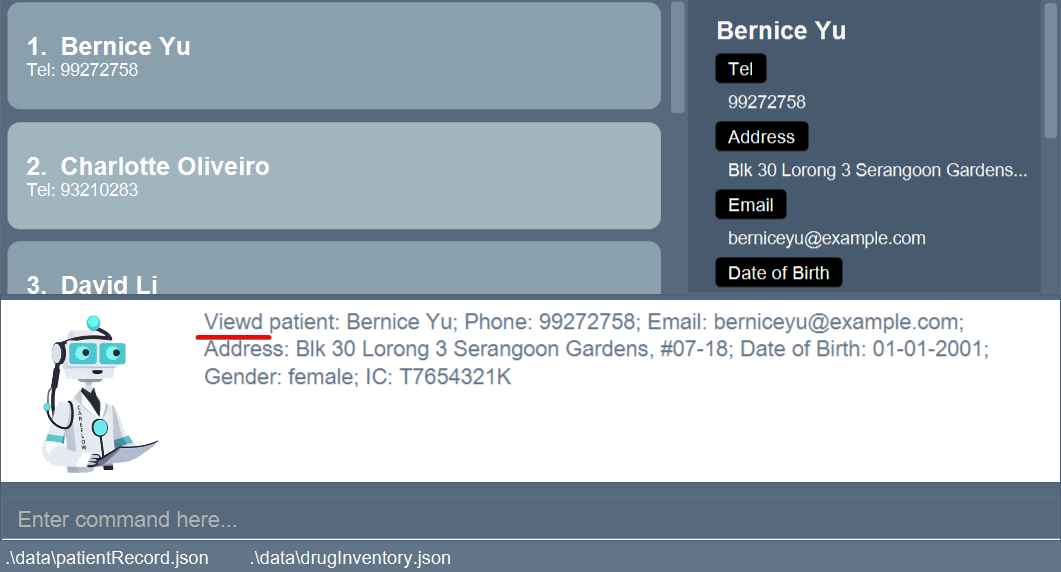 1. Bernice Yu
Tel: 99272758
2. Charlotte Oliveiro
Tel: 93210283
3. David Li
Bernice Yu
Tel
99272758
Address
Blk 30 Lorong 3 Serangoon Gardens...
Email
berniceyu@example.com
Date of Birth
Viewd patient: Bernice Yu; Phone: 99272758; Email: berniceyu@example.com;
Address: Blk 30 Lorong 3 Serangoon Gardens, #07-18; Date of Birth: 01-01-2001;
Gender: female; IC: T7654321K
CAREFLOW
Enter command here...
.\data\patientRecord.json
.\data\drugInventory.json